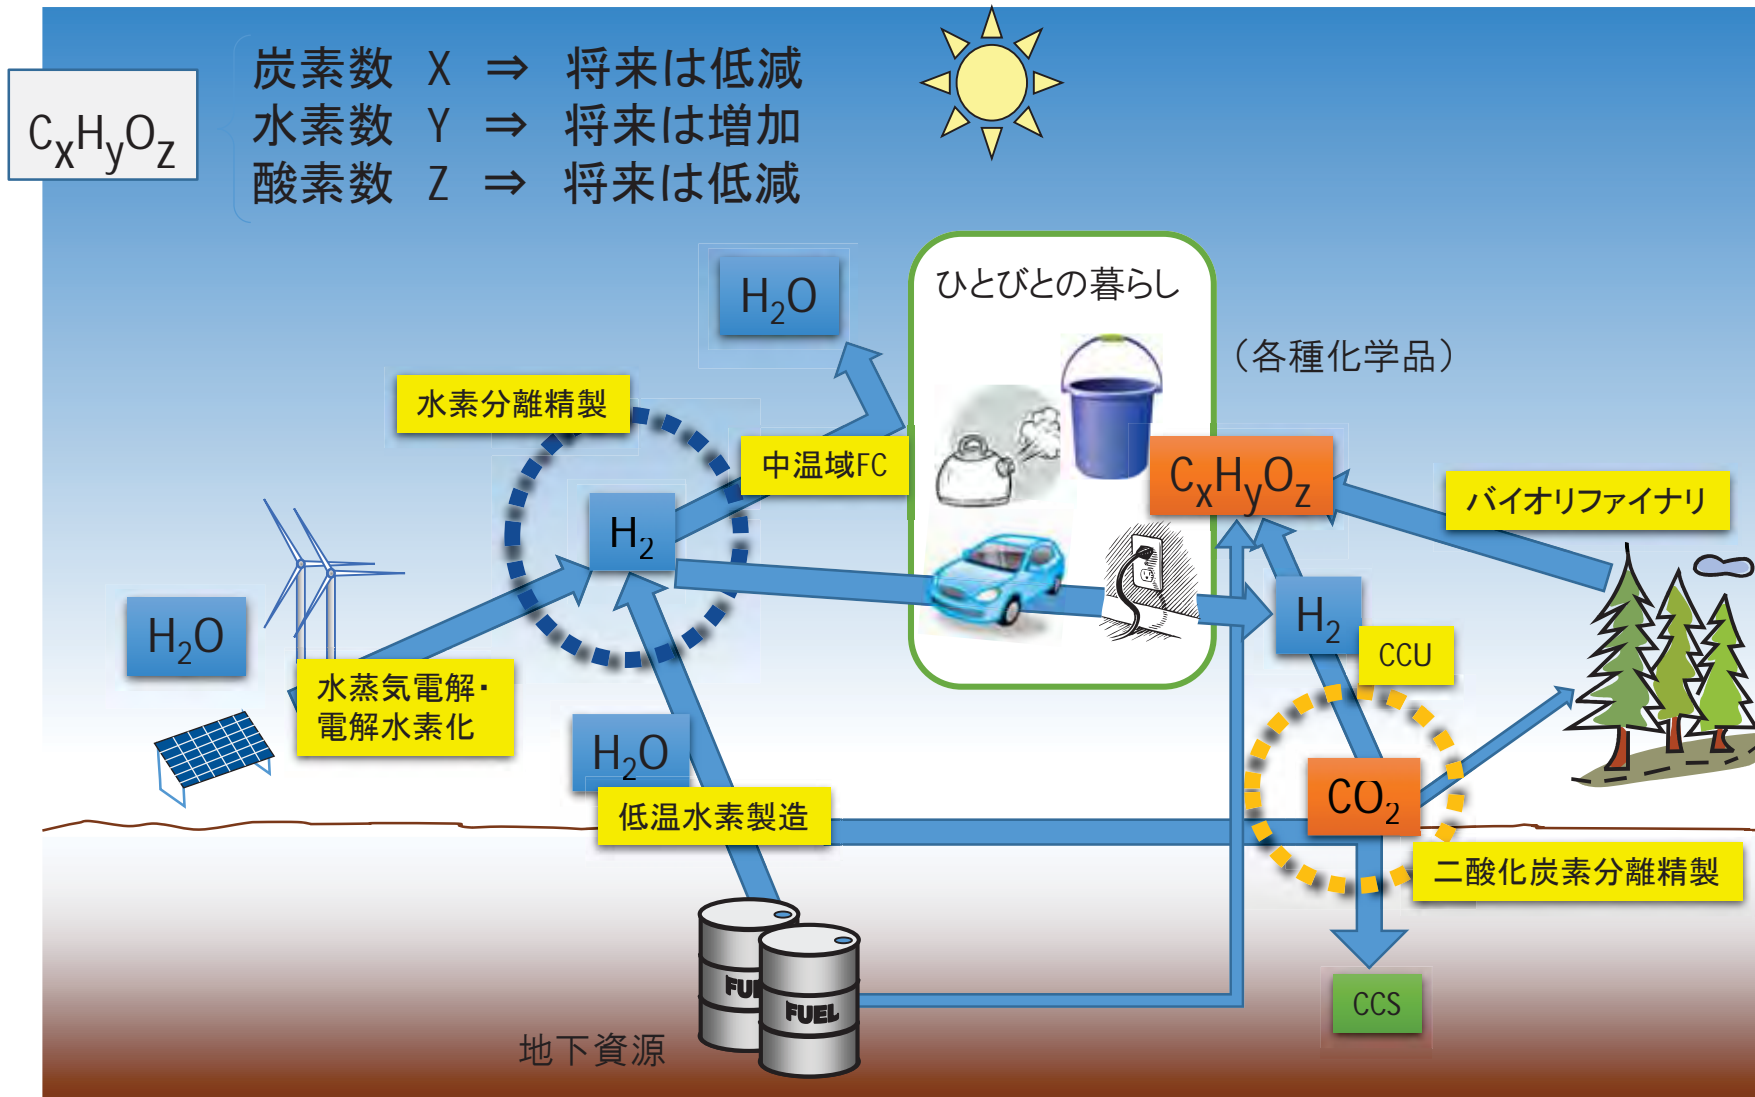 CxHyOz
炭素数 X ⇒ 将来は低減
水素数 Y ⇒ 将来は増加
酸素数 Z ⇒ 将来は低減
H2O
ひとびとの暮らし
(各種化学品)
水素分離精製
中温域FC
CxHyOz
バイオリファイナリ
H2
H2O
H2
CCU
水蒸気電解・
電解水素化
H2O
低温水素製造
CO2
二酸化炭素分離精製
FUEL
FUEL
CCS
地下資源